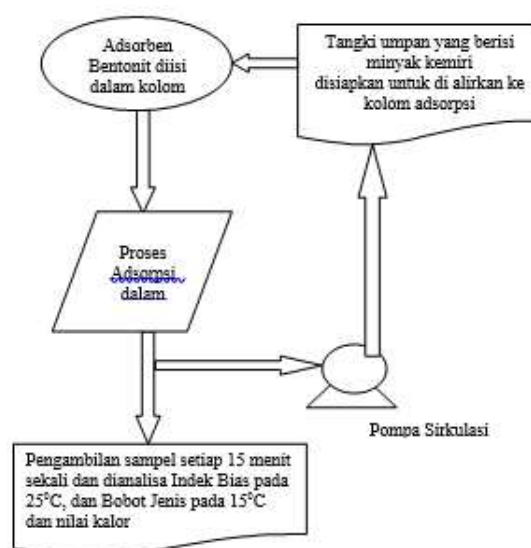 Adsorben
Bentonit diisi
dalam kolom
Tangki umpan yang berisi
minyak kemiri
disiapkan untuk di alirkan ke
kolom adsorpsi
Proses
Adsorpsi
dalam
Pompa Sirkulasi
Pengambilan sampel setiap 15 menit
sekali dan dianalisa Indek Bias pada
25⁰C, dan Bobot Jenis pada 15⁰C
dan nilai kalor